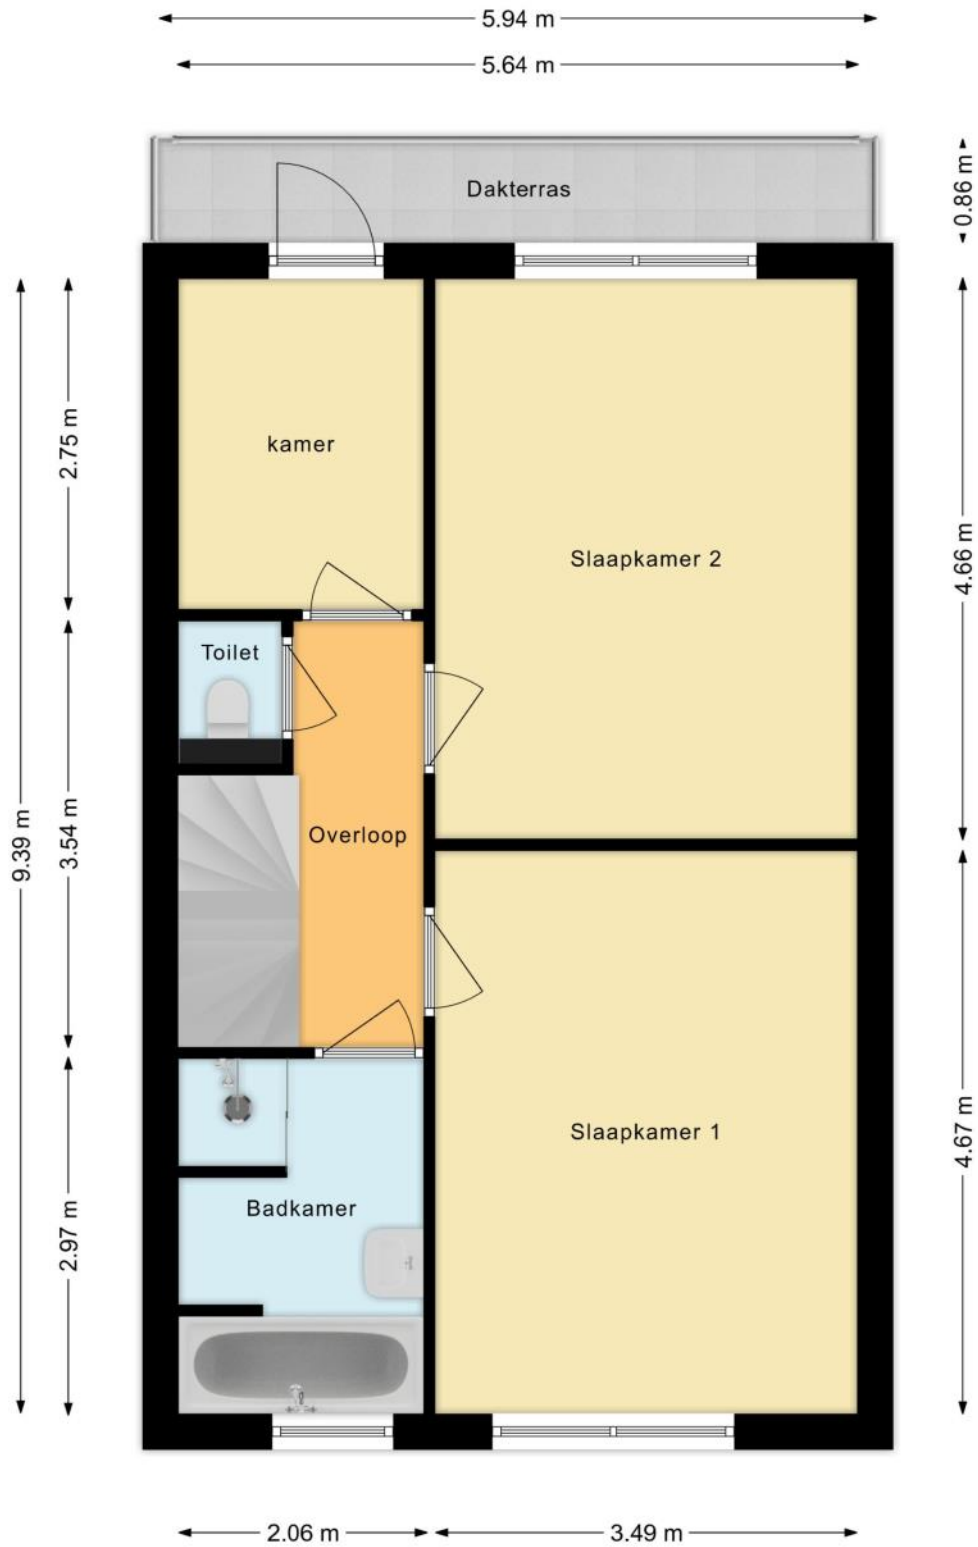 5.94 m
5.64 m
Dakterras
0.86 m
kamer
2.75 m
Slaapkamer 2
4.66 m
Toilet
Overloop
3.54 m
9.39 m
Slaapkamer 1
4.67 m
Badkamer
2.97 m
2.06 m
3.49 m